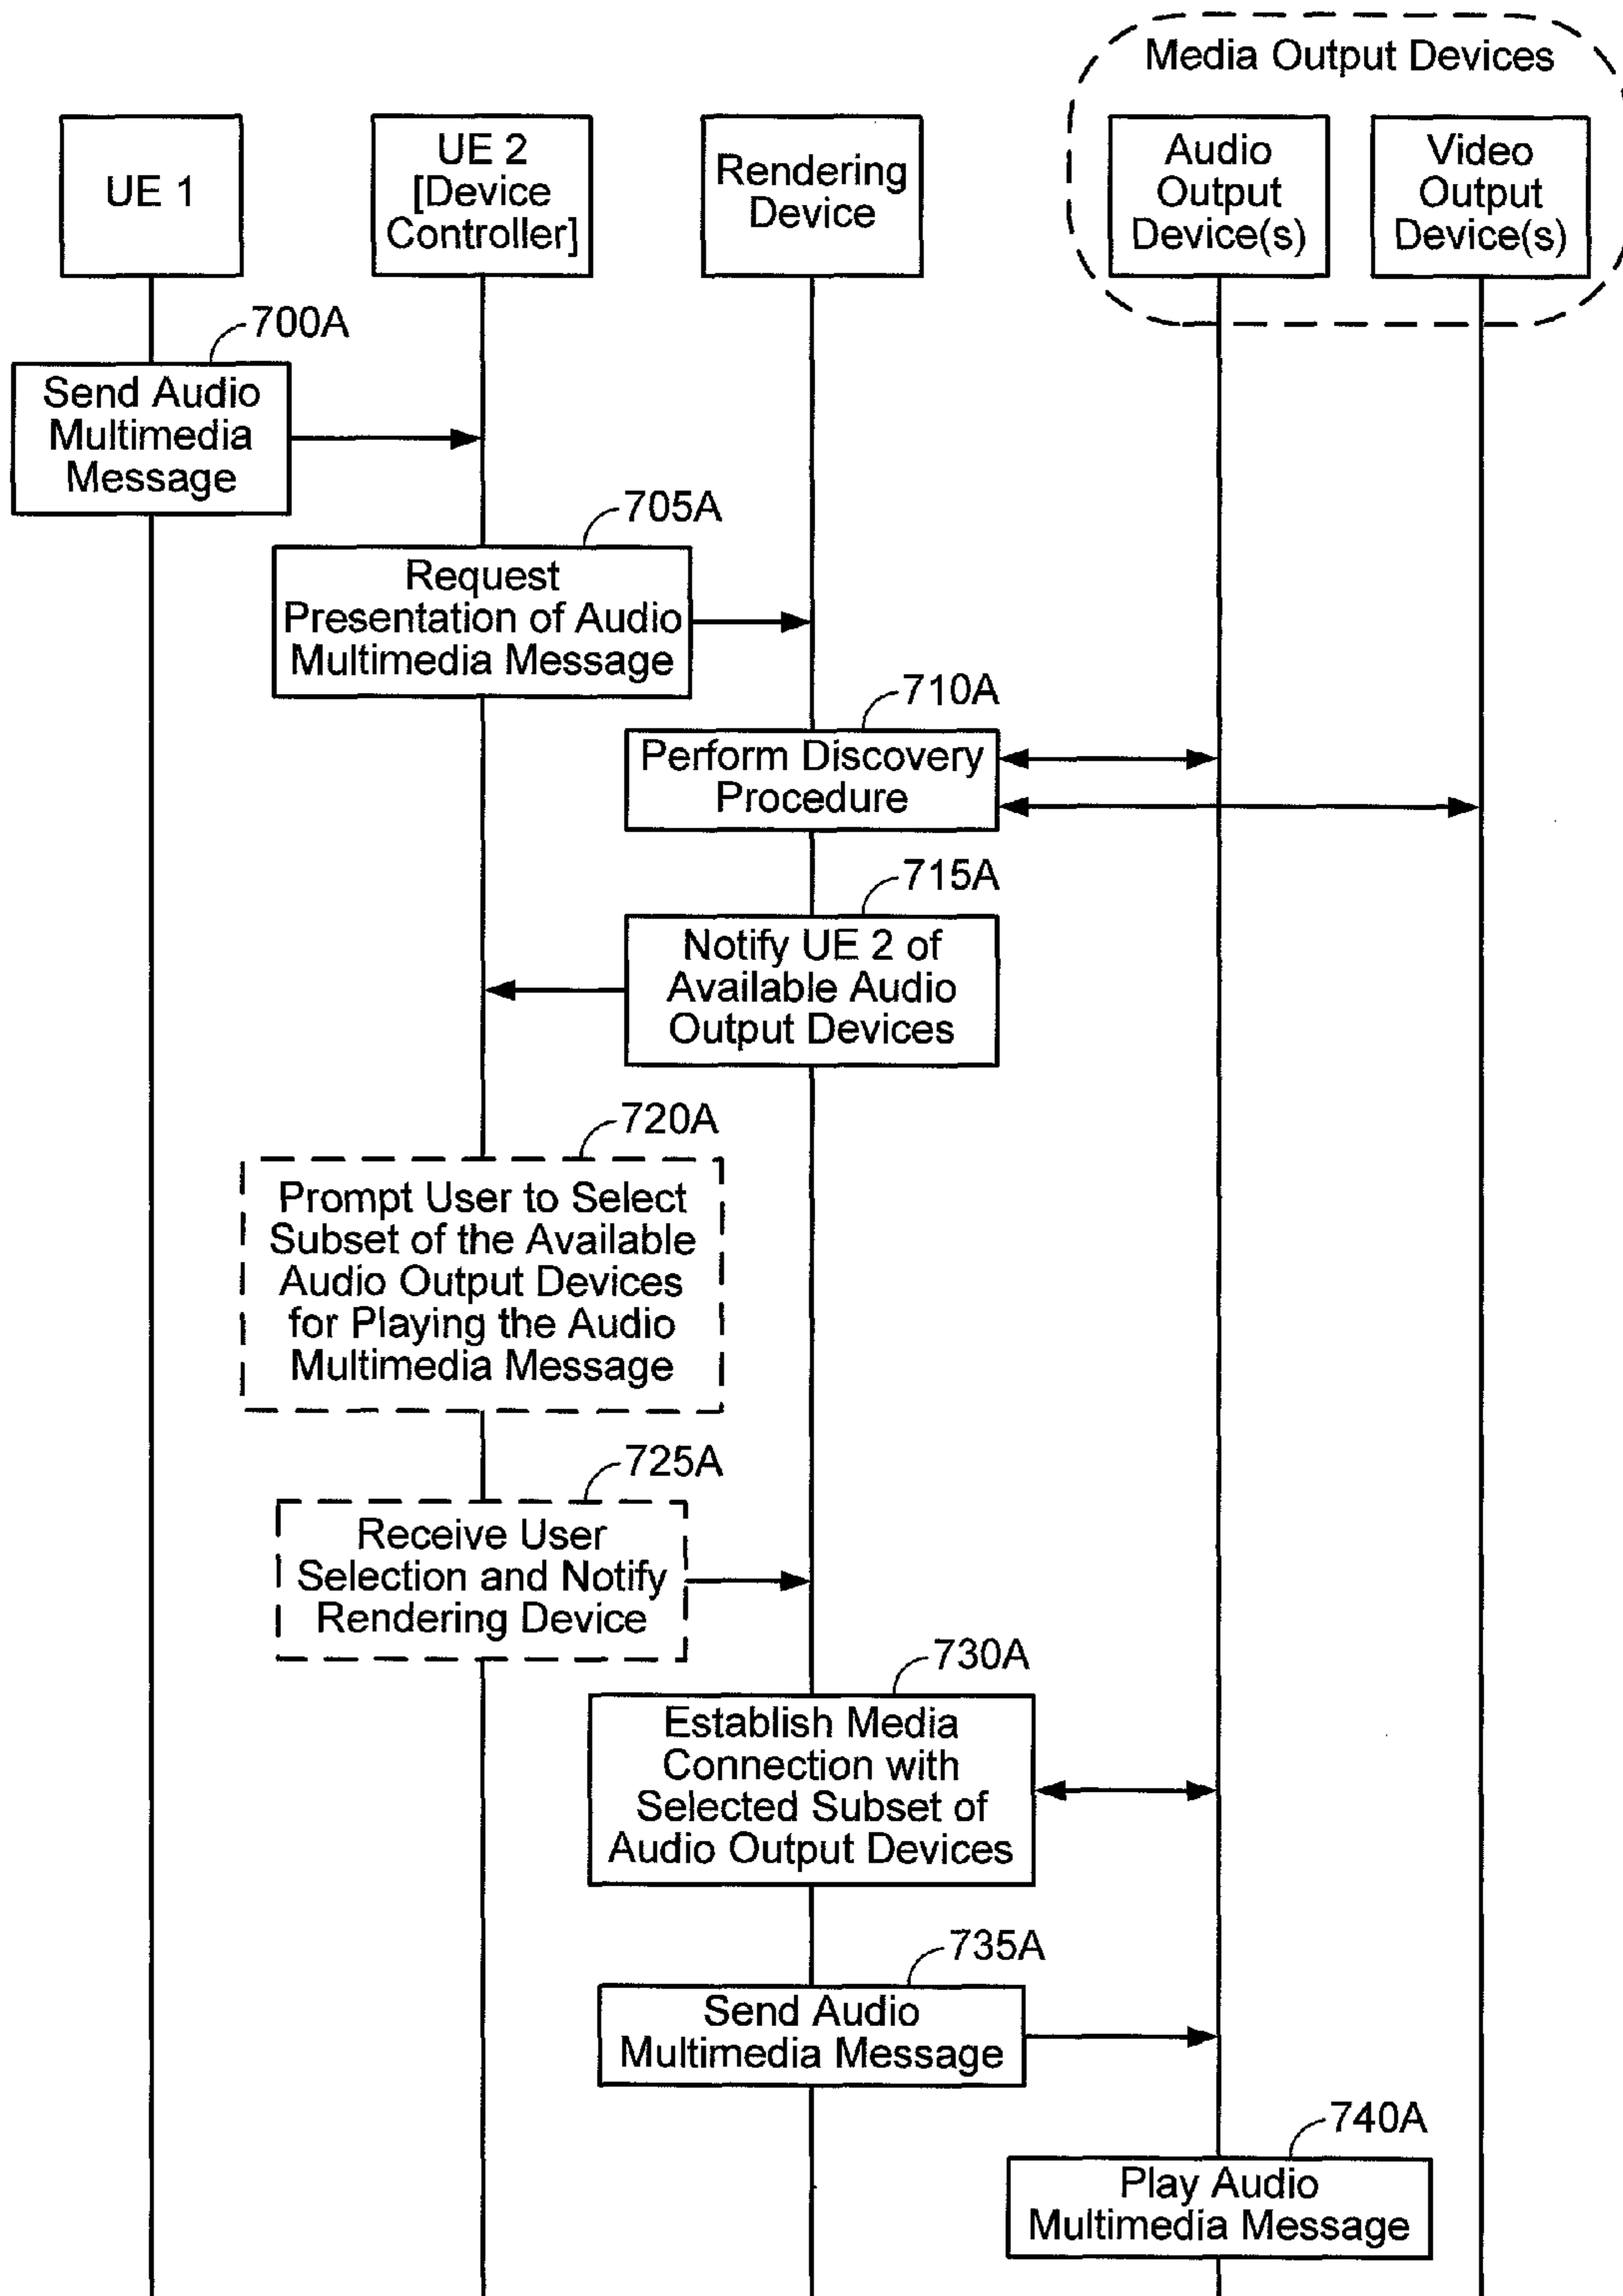 Media Output Devices
UE 1
UE 2
[Device
Controller]
Rendering
Device
Audio
Output
Device(s)
Video
Output
Device(s)
700A
Send Audio
Multimedia
Message
705A
Request
Presentation of Audio
Multimedia Message
710A
Perform Discovery
Procedure
715A
Notify UE 2 of
Available Audio
Output Devices
720A
Prompt User to Select
Subset of the Available
Audio Output Devices
for Playing the Audio
Multimedia Message
725A
Receive User
Selection and Notify
Rendering Device
730A
Establish Media
Connection with
Selected Subset of
Audio Output Devices
735A
Send Audio
Multimedia Message
740A
Play Audio
Multimedia Message